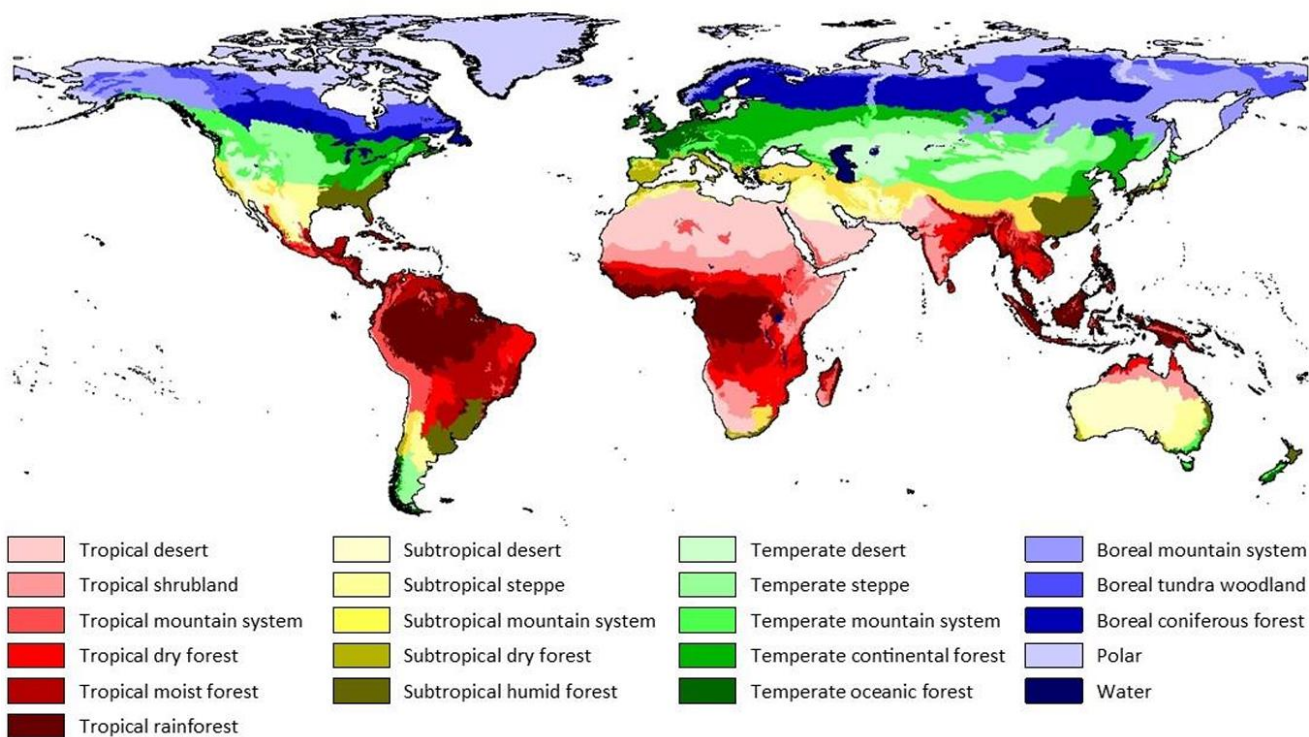 Tropical desert
Tropical shrubland
Tropical mountain system
Tropical dry forest
Tropical moist forest
Tropical rainforest
Subtropical desert
Subtropical steppe
Subtropical mountain system
Subtropical dry forest
Subtropical humid forest
Temperate desert
Temperate steppe
Temperate mountain system
Temperate continental forest
Temperate oceanic forest
Boreal mountain system
Boreal tundra woodland
Boreal coniferous forest
Polar
Water